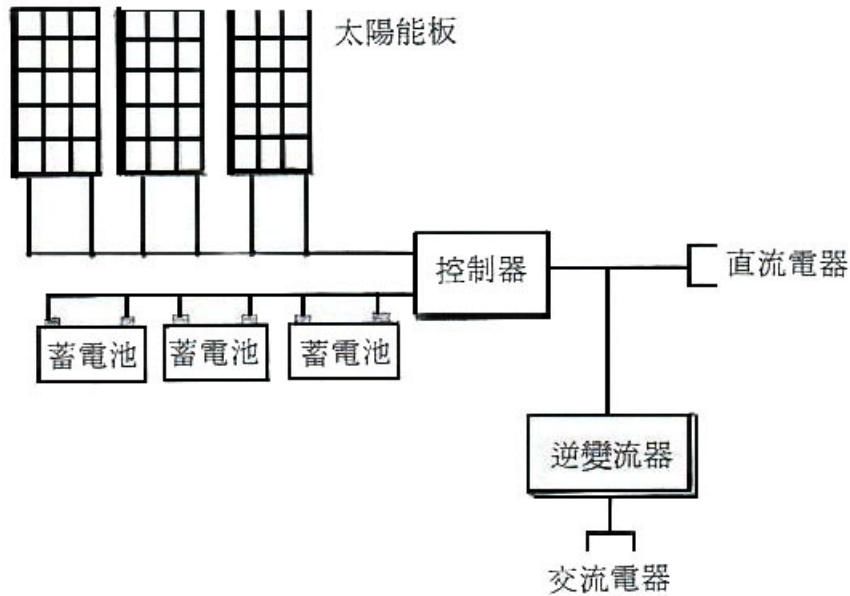 太陽能板
控制器
直流電器
蓄電池
蓄電池
蓄電池
逆變流器
交流電器